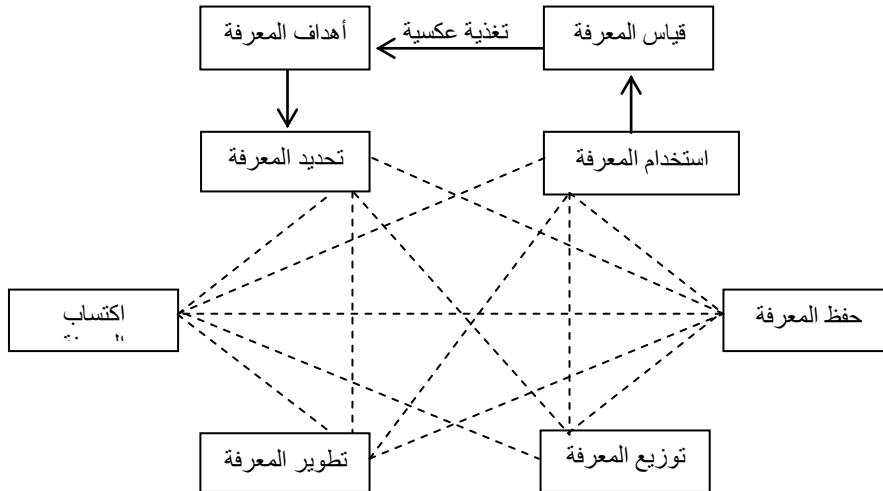 قياس المعرفة
تغذية عكسية
أهداف المعرفة
استخدام المعرفة
تحديد المعرفة
حفظ المعرفة
اكتساب
توزيع المعرفة
تطوير المعرفة